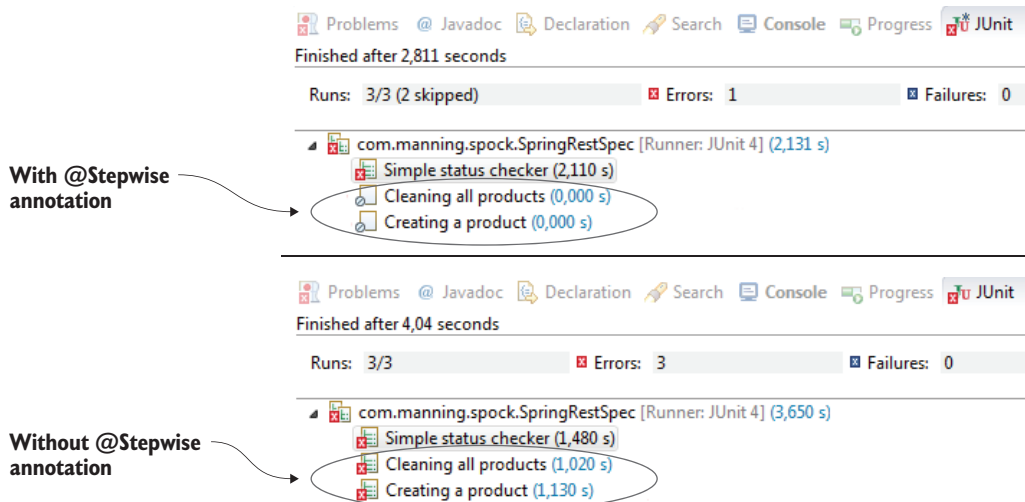 Problems @ Javadoc Declaration Search Console Progress JUnit
Finished after 2,811 seconds
Runs: 3/3 (2 skipped) Errors: 1 Failures: 0
com.manning.spock.SpringRestSpec [Runner: JUnit 4] (2,131 s)
Simple status checker (2,110 s)
With @Stepwise
annotation
Cleaning all products (0,000 s)
Creating a product (0,000 s)
Problems @ Javadoc Declaration Search Console Progress JUnit
Finished after 4,04 seconds
Runs: 3/3 Errors: 3 Failures: 0
com.manning.spock.SpringRestSpec [Runner: JUnit 4] (3,650 s)
Simple status checker (1,480 s)
Without @Stepwise
annotation
Cleaning all products (1,020 s)
Creating a product (1,130 s)